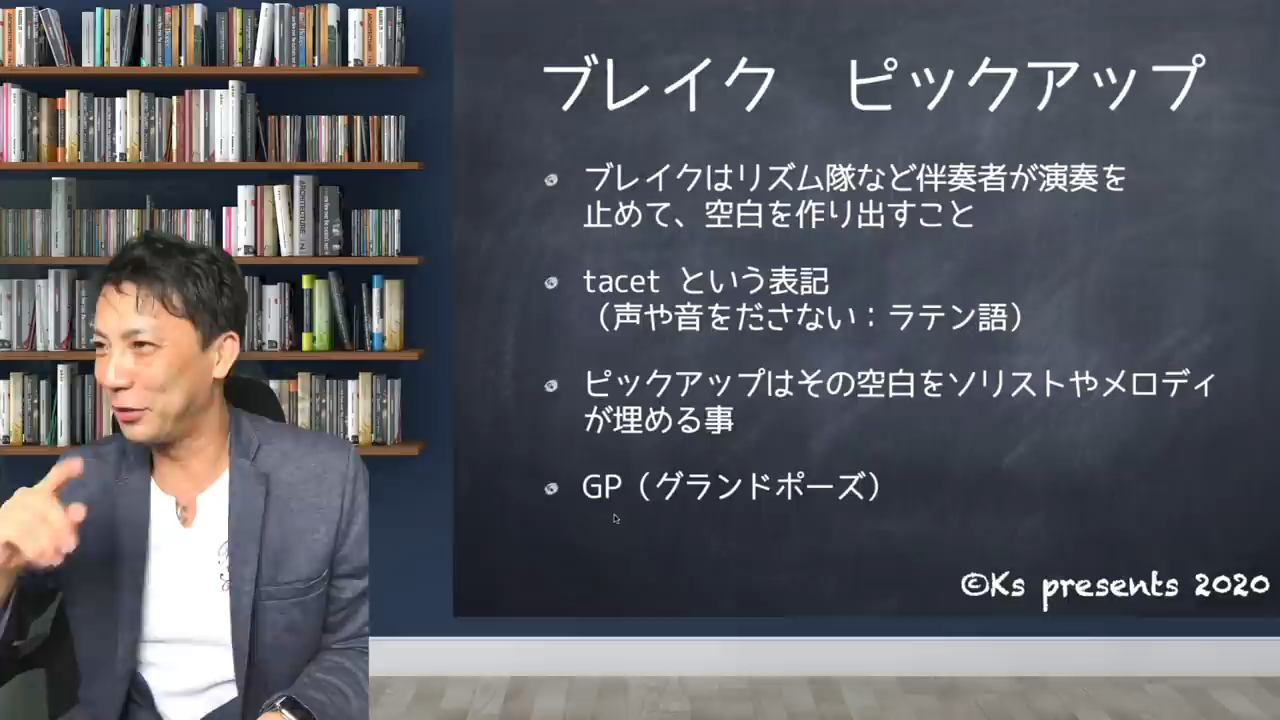 ブレイク　ピックアップ
ブレイクはリズム隊など伴奏者が演奏を
止めて、空白を作り出すこと
tacet という表記
（声や音をださない：ラテン語）
ピックアップはその空白をソリストやメロディ
が埋める事
GP（グランドポーズ）
©Ks presents 2020